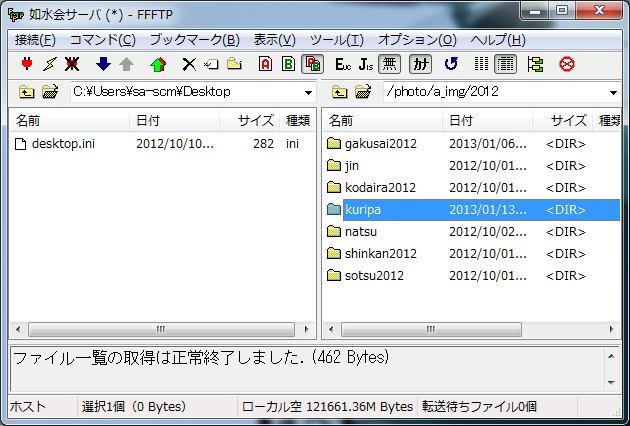 如水会サーバ (*) - FFFTP
接続(F) コマンド(C) ブックマーク(B) 表示(V) ツール(T) オプション(O) ヘルプ(H)
A B B EUC JIS 無 カナ
C:¥Users¥sa-scm¥Desktop /photo/a_img/2012
名前 日付 サイズ 種類 名前 日付 サイズ 種類
desktop.ini 2012/10/10... 282 ini gakusai2012 2013/01/06... <DIR>
jin 2012/10/01... <DIR>
kodaira2012 2012/10/01... <DIR>
kuripa 2013/01/13... <DIR>
natsu 2012/10/02... <DIR>
shinkan2012 2012/10/01... <DIR>
sotsu2012 2012/10/01... <DIR>
ファイル一覧の取得は正常終了しました. (462 Bytes)
ホスト 選択1個 (0 Bytes) ローカル空 121661.36M Bytes 転送待ちファイル0個